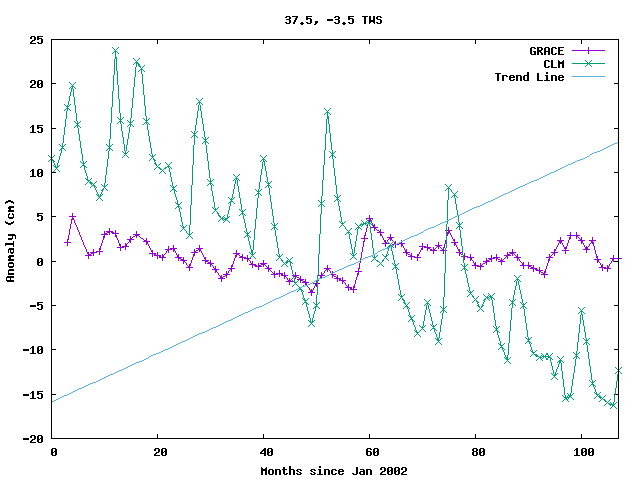 37.5, -3.5 TWS
GRACE
CLM
Trend Line
25
20
15
10
5
0
-5
-10
-15
-20
Anomaly (cm)
0 20 40 60 80 100
Months since Jan 2002